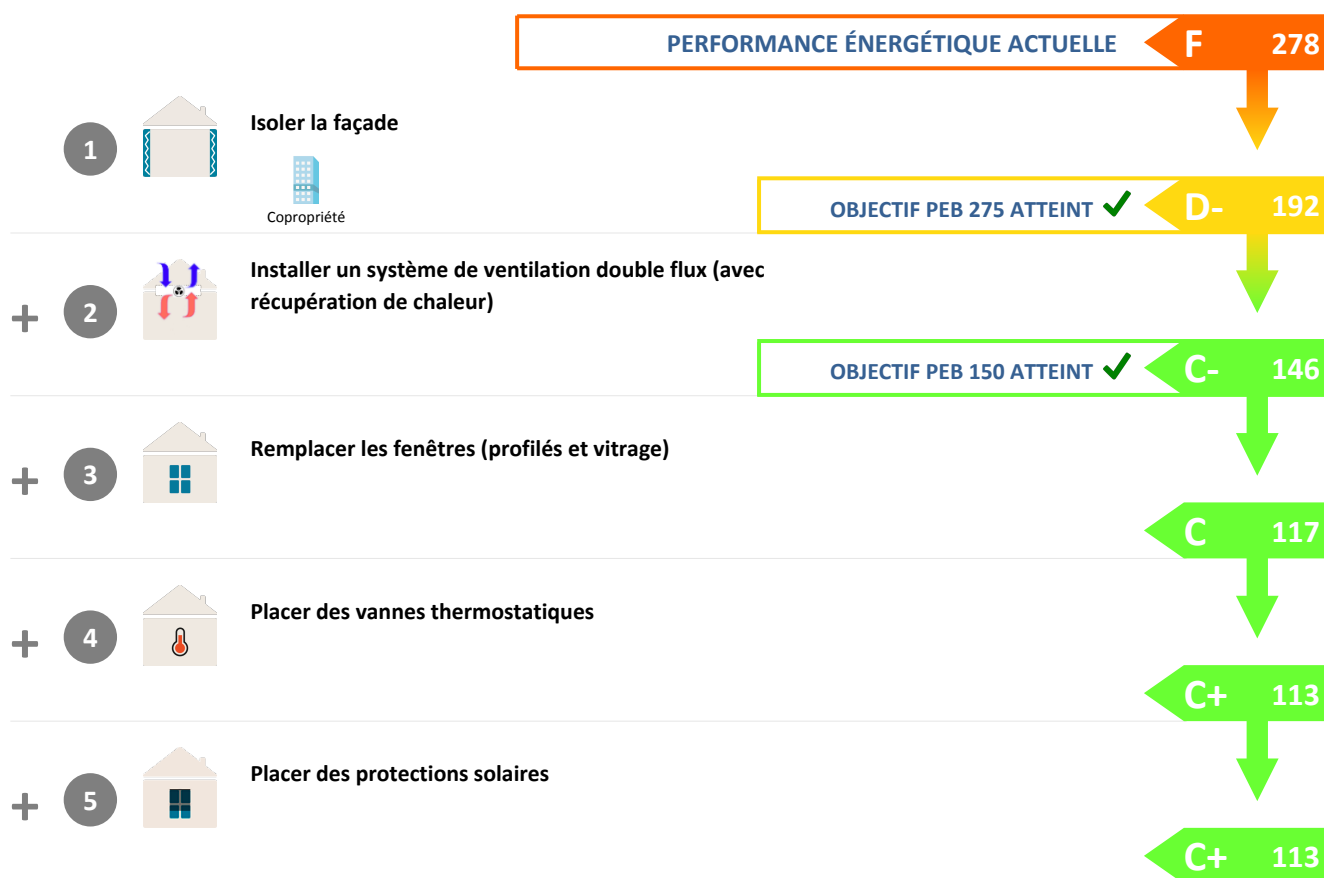 PERFORMANCE ÉNERGÉTIQUE ACTUELLE F 278
1 Isoler la façade
Copropriété
OBJECTIF PEB 275 ATTEINT ✓ D- 192
+ 2 Installer un système de ventilation double flux (avec
récupération de chaleur)
OBJECTIF PEB 150 ATTEINT ✓ C- 146
+ 3 Remplacer les fenêtres (profilés et vitrage)
C 117
+ 4 Placer des vannes thermostatiques
C+ 113
+ 5 Placer des protections solaires
C+ 113